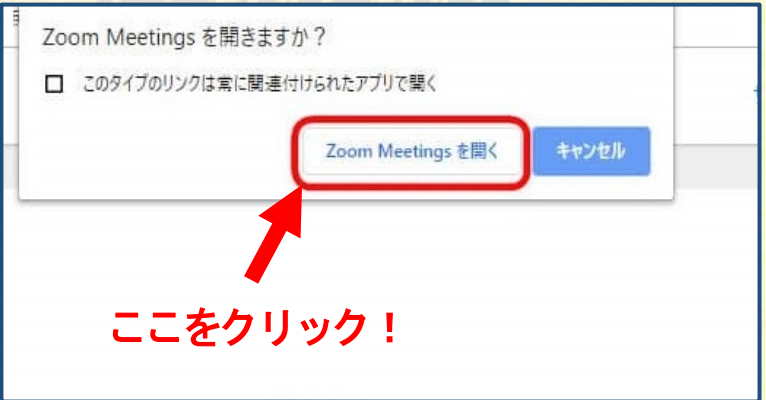 Zoom Meetings を開きますか？
このタイプのリンクは常に関連付けられたアプリで開く
Zoom Meetings を開く
キャンセル
ここをクリック！